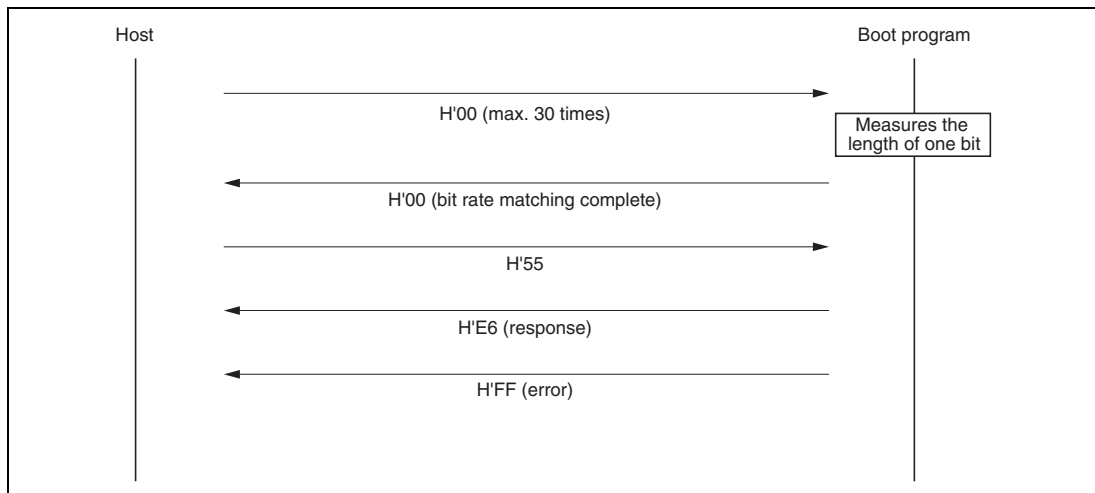 Host
Boot program
H'00 (max. 30 times)
Measures the
length of one bit
H'00 (bit rate matching complete)
H'55
H'E6 (response)
H'FF (error)